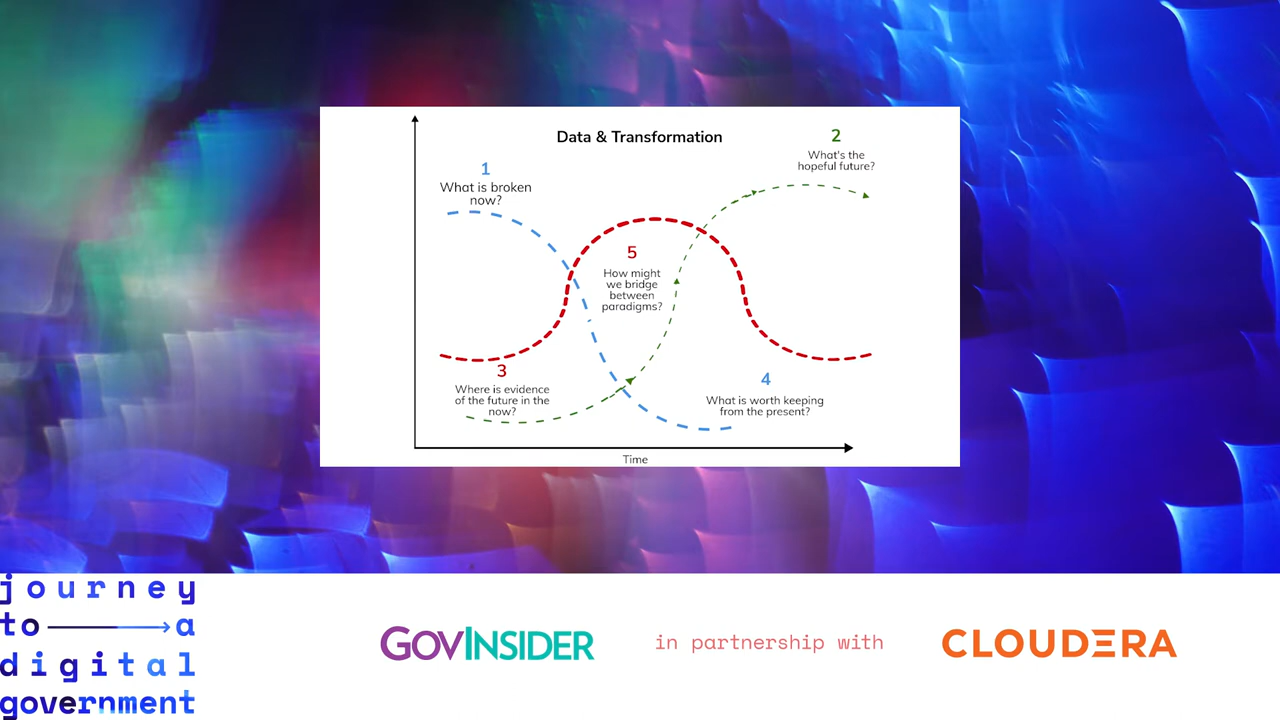 Data & Transformation
1
What is broken
now?
2
What's the
hopeful future?
5
How might
we bridge
between
paradigms?
3
Where is evidence
of the future in the
now?
4
What is worth keeping
from the present?
Time
journey
to a
digital
government
GOVINSIDER
in partnership with
CLOUDERA